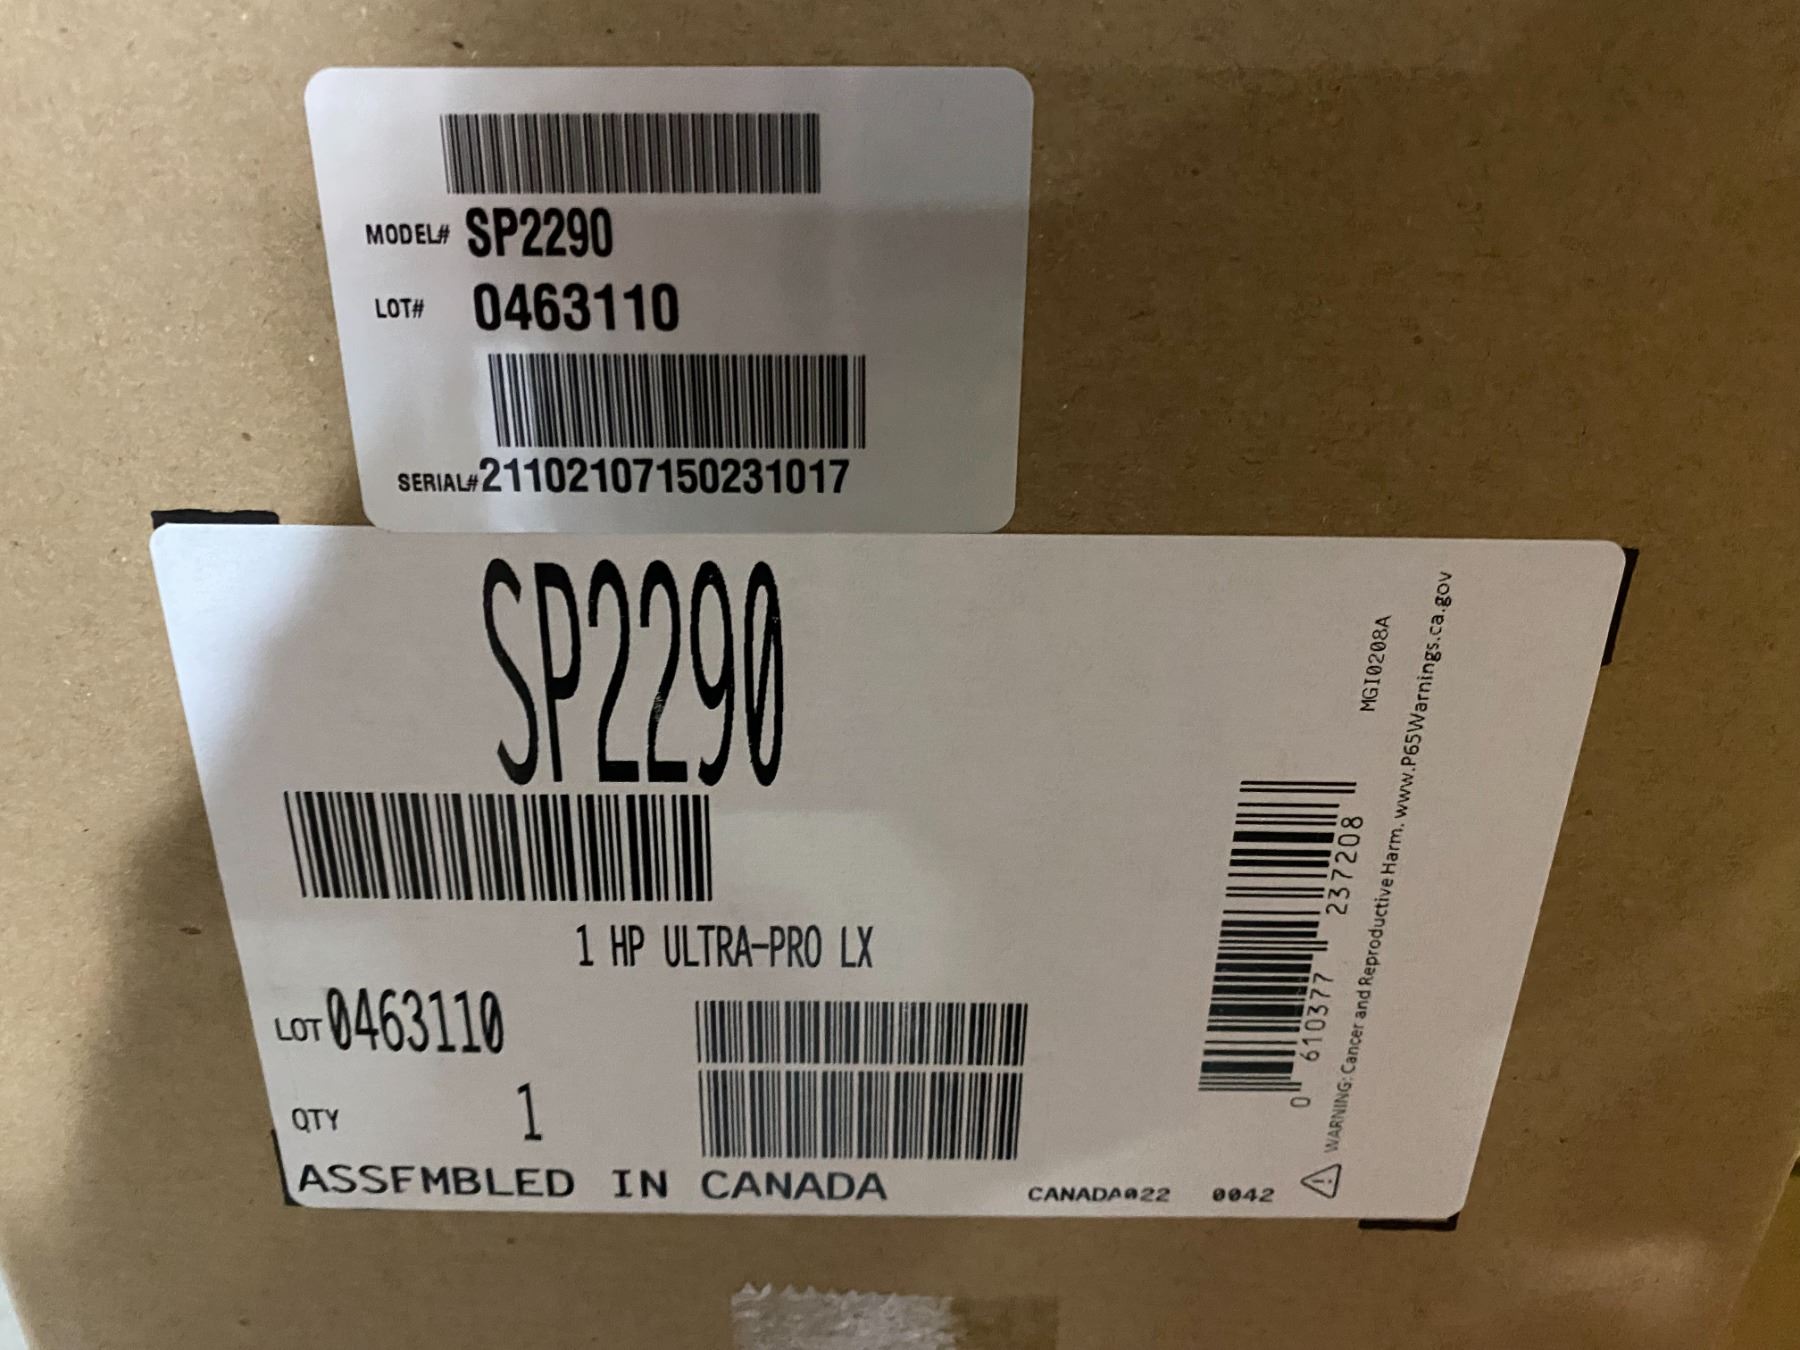 MODEL# SP2290
LOT# 0463110
SERIAL# 21102107150231017
SP2290
1 HP ULTRA-PRO LX
LOT 0463110
QTY 1
ASSEMBLED IN CANADA
CANADA022 0042
0 610377 237208
MGI0208A
WARNING: Cancer and Reproductive Harm. www.P65Warnings.ca.gov